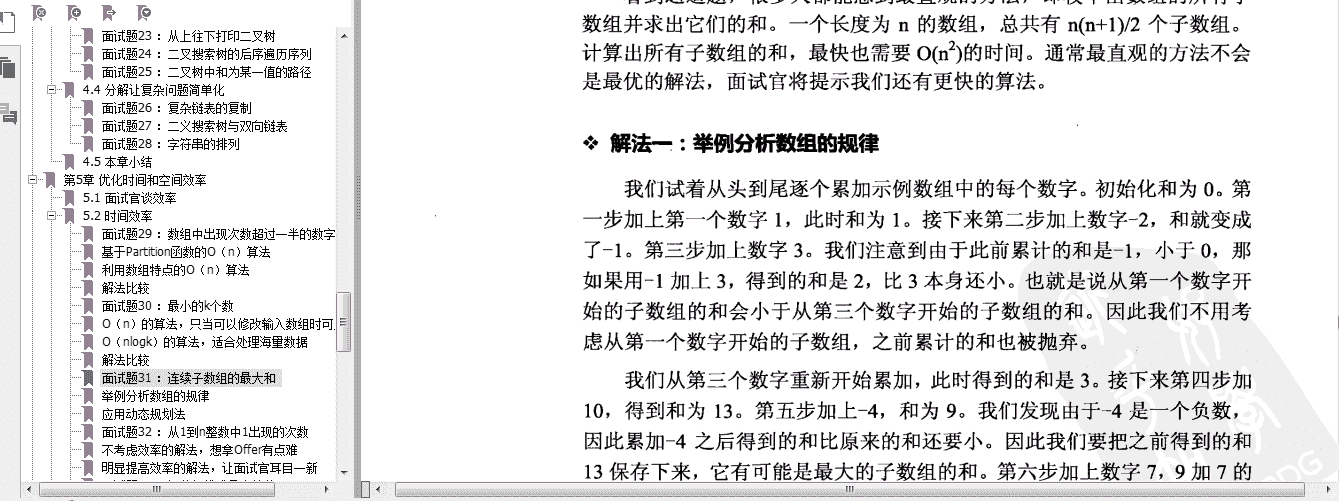 面试题23：从上往下打印二叉树
面试题24：二叉搜索树的后序遍历序列
面试题25：二叉树中和为某一值的路径
4.4 分解让复杂问题简单化
面试题26：复杂链表的复制
面试题27：二义搜索树与双向链表
面试题28：字符串的排列
4.5 本章小结
第5章 优化时间和空间效率
5.1 面试官谈效率
5.2 时间效率
面试题29：数组中出现次数超过一半的数字
基于Partition函数的O（n）算法
利用数组特点的O（n）算法
解法比较
面试题30：最小的k个数
O（n）的算法，只当可以修改输入数组时可
O（nlogk）的算法，适合处理海量数据
解法比较
面试题31：连续子数组的最大和
举例分析数组的规律
应用动态规划法
面试题32：从1到n整数中1出现的次数
不考虑效率的解法，想拿Offer有点难
明显提高效率的解法，让面试官耳目一新
数组并求出它们的和。一个长度为 n 的数组，总共有 n(n+1)/2 个子数组。
计算出所有子数组的和，最快也需要 O(n²)的时间。通常最直观的方法不会
是最优的解法，面试官将提示我们还有更快的算法。
❖ 解法一：举例分析数组的规律
我们试着从头到尾逐个累加示例数组中的每个数字。初始化和为 0。第
一步加上第一个数字 1，此时和为 1。接下来第二步加上数字-2，和就变成
了-1。第三步加上数字 3。我们注意到由于此前累计的和是-1，小于 0，那
如果用-1 加上 3，得到的和是 2，比 3 本身还小。也就是说从第一个数字开
始的子数组的和会小于从第三个数字开始的子数组的和。因此我们不用考
虑从第一个数字开始的子数组，之前累计的和也被抛弃。
我们从第三个数字重新开始累加，此时得到的和是 3。接下来第四步加
10，得到和为 13。第五步加上-4，和为 9。我们发现由于-4 是一个负数，
因此累加-4 之后得到的和比原来的和还要小。因此我们要把之前得到的和
13 保存下来，它有可能是最大的子数组的和。第六步加上数字 7，9 加 7 的